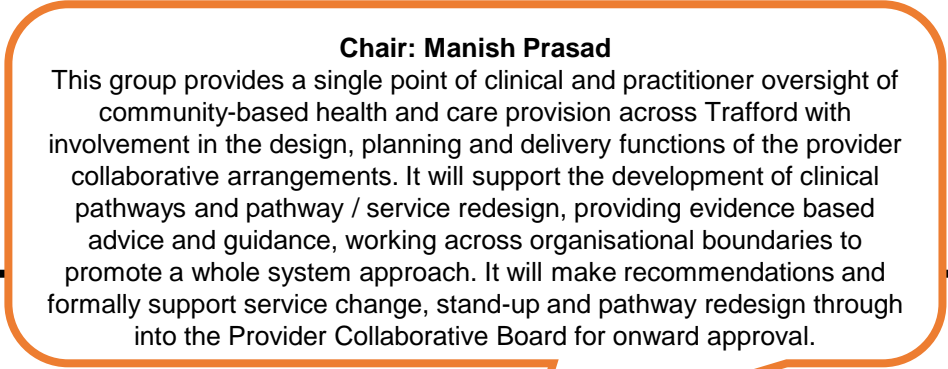 Chair: Manish Prasad
This group provides a single point of clinical and practitioner oversight of
community-based health and care provision across Trafford with
involvement in the design, planning and delivery functions of the provider
collaborative arrangements. It will support the development of clinical
pathways and pathway / service redesign, providing evidence based
advice and guidance, working across organisational boundaries to
promote a whole system approach. It will make recommendations and
formally support service change, stand-up and pathway redesign through
into the Provider Collaborative Board for onward approval.